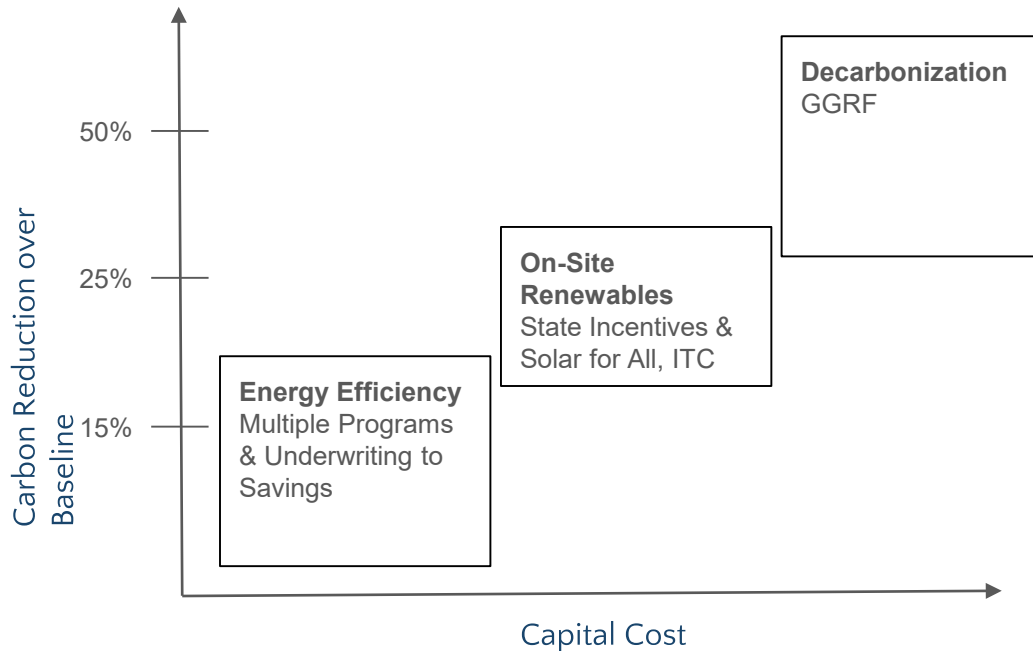 Decarbonization
GGRF
50%
On-Site
Renewables
State Incentives &
Solar for All, ITC
25%
Energy Efficiency
Multiple Programs
& Underwriting to
Savings
15%
Carbon Reduction over
Baseline
Capital Cost